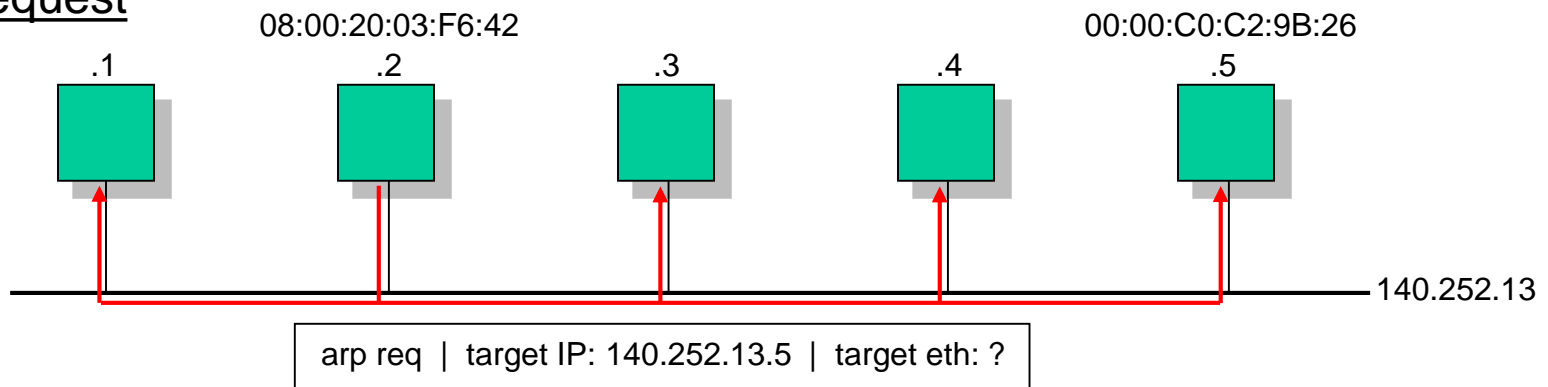 08:00:20:03:F6:42 00:00:C0:C2:9B:26
.1 .2 .3 .4 .5
140.252.13
arp req | target IP: 140.252.13.5 | target eth: ?